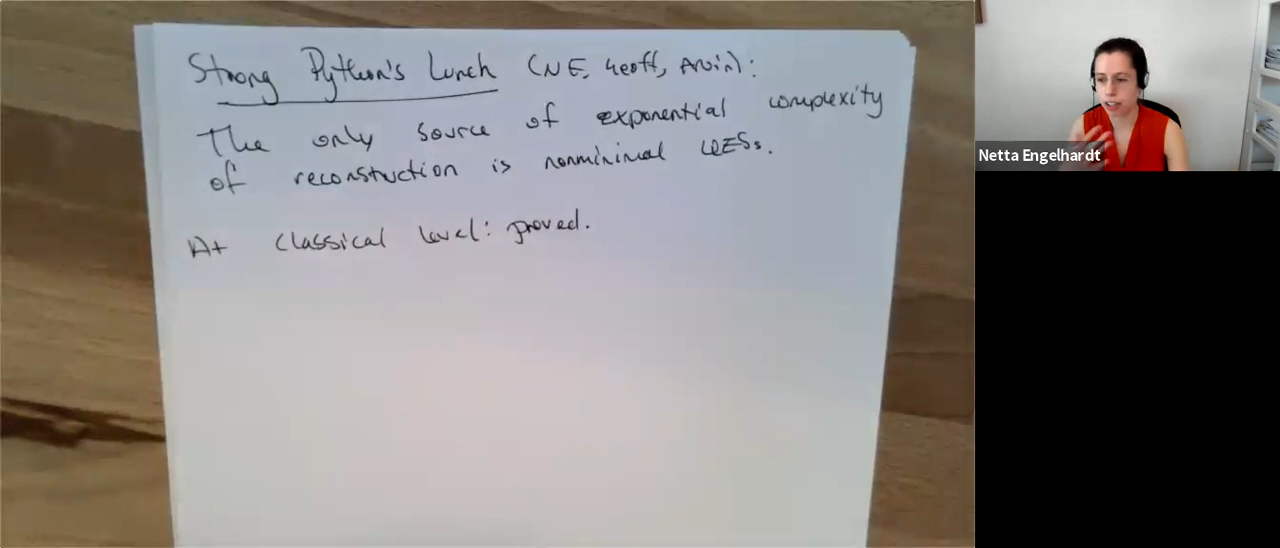 Strong Python's Lunch (NE, Geoff, Arvin):
The only source of exponential complexity
of reconstuction is nonminimal QESs.
At classical level: proved.
Netta Engelhardt